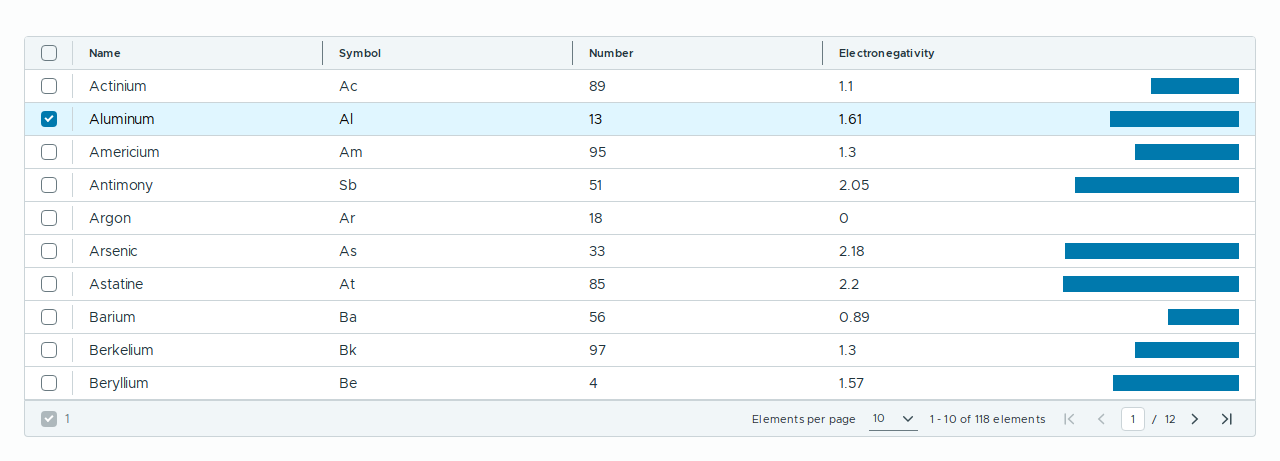 Name Symbol Number Electronegativity
Actinium Ac 89 1.1
Aluminum Al 13 1.61
Americium Am 95 1.3
Antimony Sb 51 2.05
Argon Ar 18 0
Arsenic As 33 2.18
Astatine At 85 2.2
Barium Ba 56 0.89
Berkelium Bk 97 1.3
Beryllium Be 4 1.57
1 Elements per page 10 1 - 10 of 118 elements 1 / 12